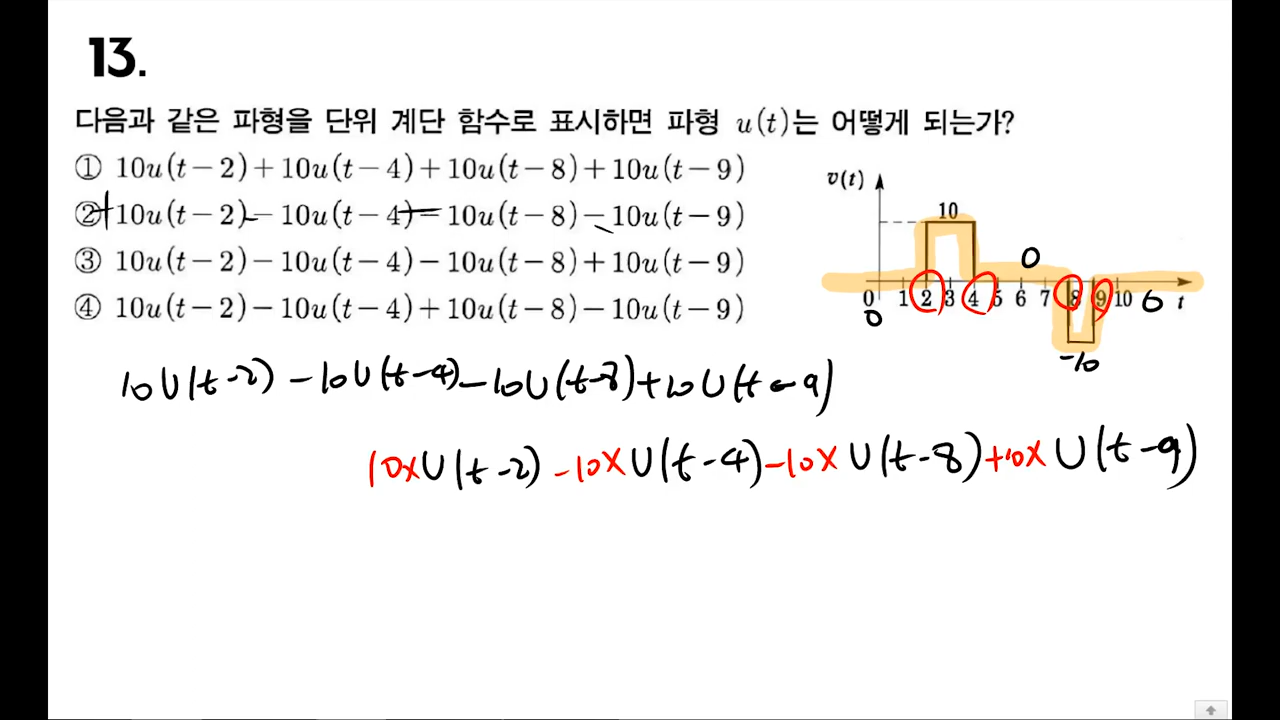 13.
다음과 같은 파형을 단위 계단 함수로 표시하면 파형 u(t)는 어떻게 되는가?
① 10u(t-2)+10u(t-4)+10u(t-8)+10u(t-9)
② 10u(t-2)-10u(t-4)-10u(t-8)-10u(t-9)
③ 10u(t-2)-10u(t-4)-10u(t-8)+10u(t-9)
④ 10u(t-2)-10u(t-4)+10u(t-8)-10u(t-9)
v(t)
10
0
0 1 2 3 4 5 6 7 8 9 10 0 t
0
-10
10U(t-2) -10U(t-4) -10U(t-8)+10U(t-9)
10×U(t-2) -10×U(t-4) -10×U(t-8) +10×U(t-9)